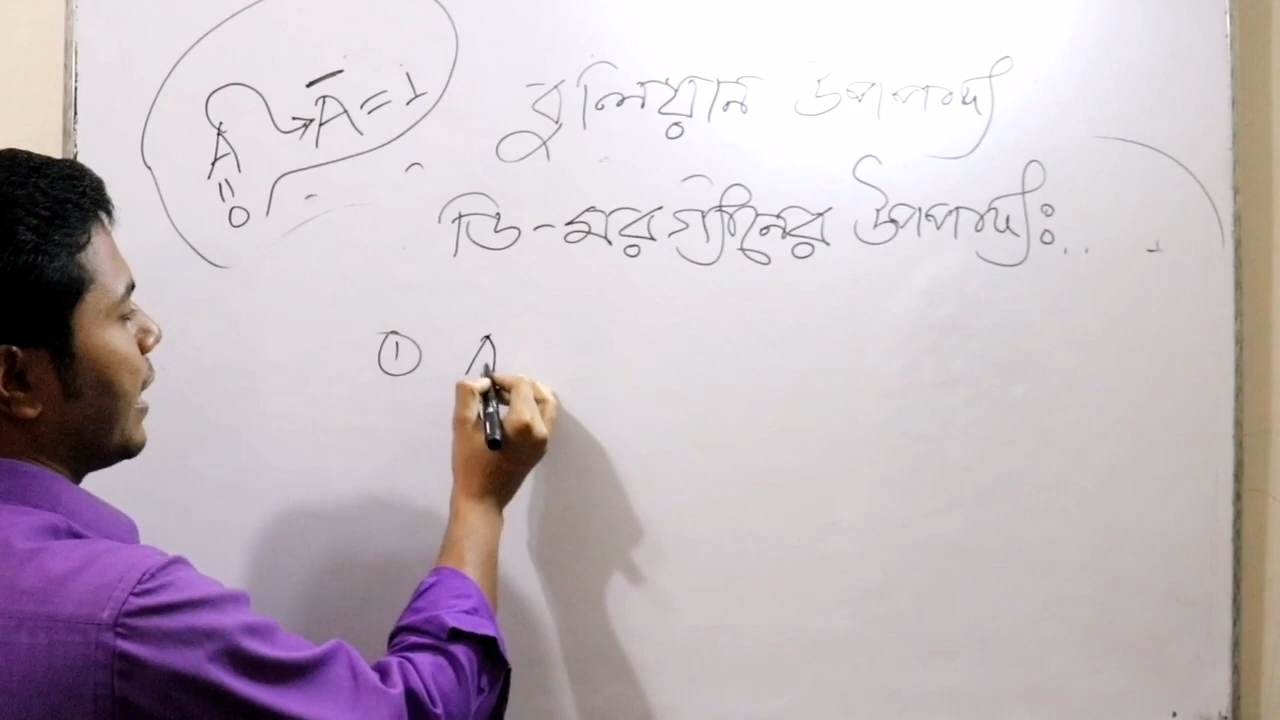 বুলিয়ান উপপাদ্য
A → A̅ = 1
=
0
ডি-মরগ্যানের উপপাদ্যঃ
① A